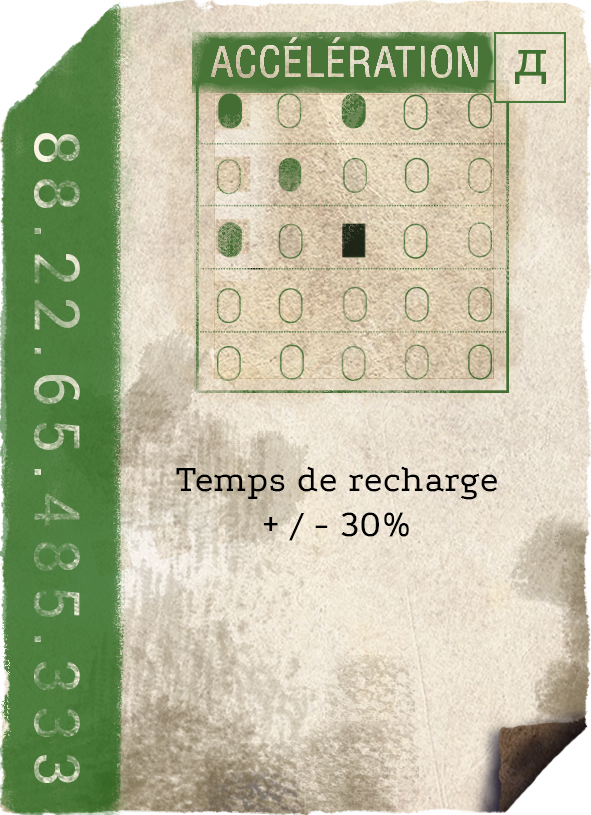 ACCÉLÉRATION
Д
88.22.65.485.333
Temps de recharge
+ / - 30%